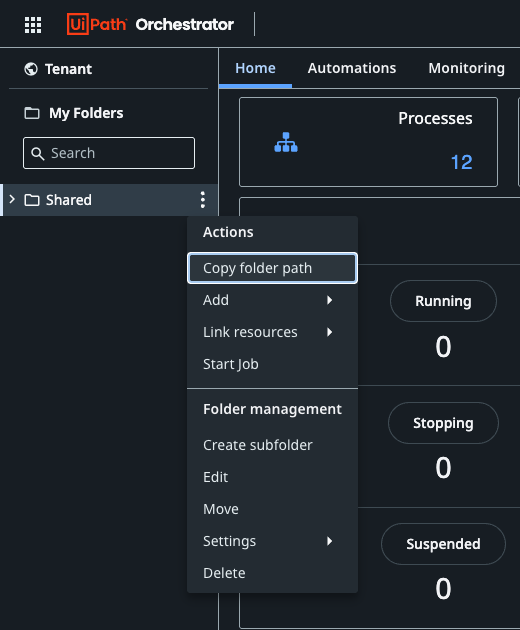 UiPath Orchestrator
Tenant
My Folders
Search
Shared
Home Automations Monitoring
Processes
12
Actions
Copy folder path
Add
Link resources
Start Job
Folder management
Create subfolder
Edit
Move
Settings
Delete
Running
0
Stopping
0
Suspended
0